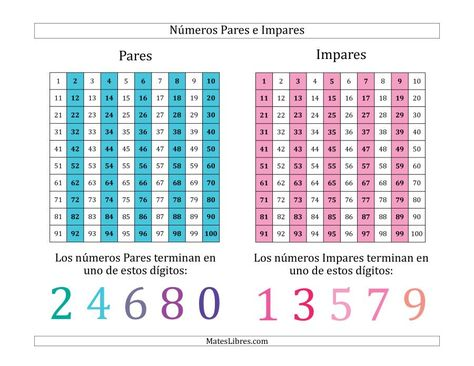 Números Pares e Impares
Pares
1 2 3 4 5 6 7 8 9 10
11 12 13 14 15 16 17 18 19 20
21 22 23 24 25 26 27 28 29 30
31 32 33 34 35 36 37 38 39 40
41 42 43 44 45 46 47 48 49 50
51 52 53 54 55 56 57 58 59 60
61 62 63 64 65 66 67 68 69 70
71 72 73 74 75 76 77 78 79 80
81 82 83 84 85 86 87 88 89 90
91 92 93 94 95 96 97 98 99 100
Los números Pares terminan en
uno de estos dígitos:
2 4 6 8 0
Impares
1 2 3 4 5 6 7 8 9 10
11 12 13 14 15 16 17 18 19 20
21 22 23 24 25 26 27 28 29 30
31 32 33 34 35 36 37 38 39 40
41 42 43 44 45 46 47 48 49 50
51 52 53 54 55 56 57 58 59 60
61 62 63 64 65 66 67 68 69 70
71 72 73 74 75 76 77 78 79 80
81 82 83 84 85 86 87 88 89 90
91 92 93 94 95 96 97 98 99 100
Los números Impares terminan en
uno de estos dígitos:
1 3 5 7 9
MatesLibres.com